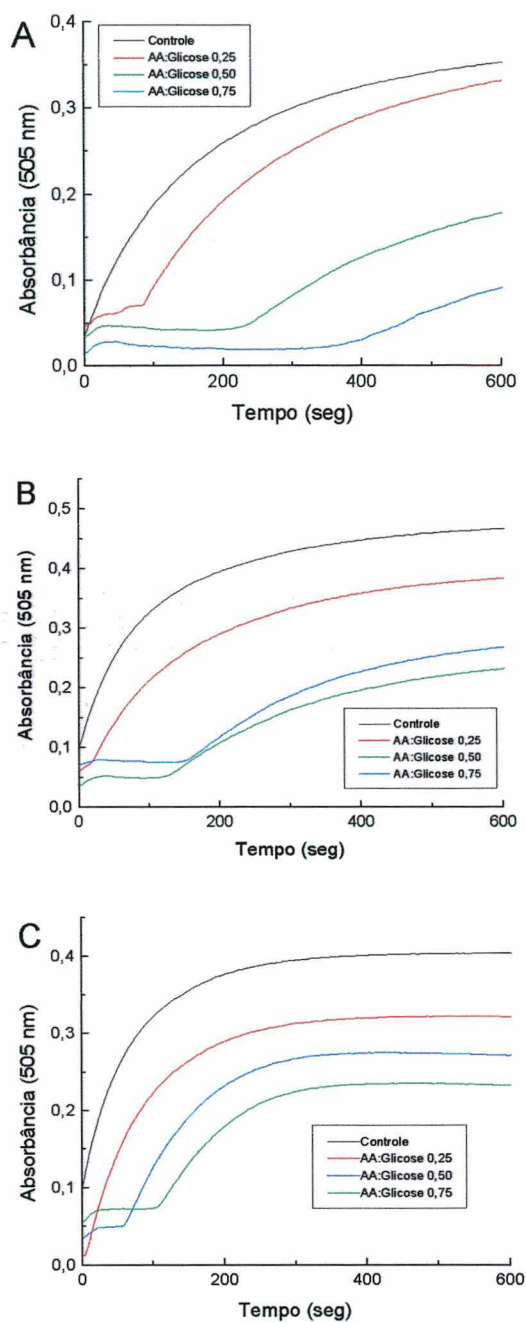 A
Controle
AA:Glicose 0,25
AA:Glicose 0,50
AA:Glicose 0,75
Absorbância (505 nm)
0,4
0,3
0,2
0,1
0,0
0 200 400 600
Tempo (seg)
B
Absorbância (505 nm)
0,5
0,4
0,3
0,2
0,1
0,0
Controle
AA:Glicose 0,25
AA:Glicose 0,50
AA:Glicose 0,75
0 200 400 600
Tempo (seg)
C
Absorbância (505 nm)
0,4
0,3
0,2
0,1
0,0
Controle
AA:Glicose 0,25
AA:Glicose 0,50
AA:Glicose 0,75
0 200 400 600
Tempo (seg)